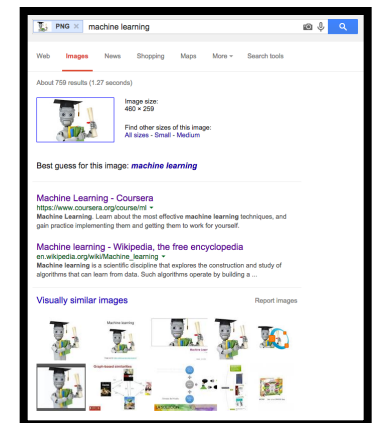 PNG × machine learning
Web Images News Shopping Maps More Search tools
About 759 results (1.27 seconds)
Image size:
460 × 259
Find other sizes of this image:
All sizes - Small - Medium
Best guess for this image: machine learning
Machine Learning - Coursera
https://www.coursera.org/course/ml
Machine Learning. Learn about the most effective machine learning techniques, and
gain practice implementing them and getting them to work for yourself.
Machine learning - Wikipedia, the free encyclopedia
en.wikipedia.org/wiki/Machine_learning
Machine learning is a scientific discipline that explores the construction and study of
algorithms that can learn from data. Such algorithms operate by building a ...
Visually similar images Report images
Machine learning
Graph-based similarities